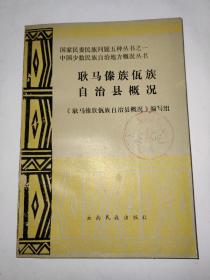 国家民委民族问题五种丛书之一
中国少数民族自治地方概况丛书
耿马傣族佤族
自治县概况
《耿马傣族佤族自治县概况》编写组
云南民族出版社